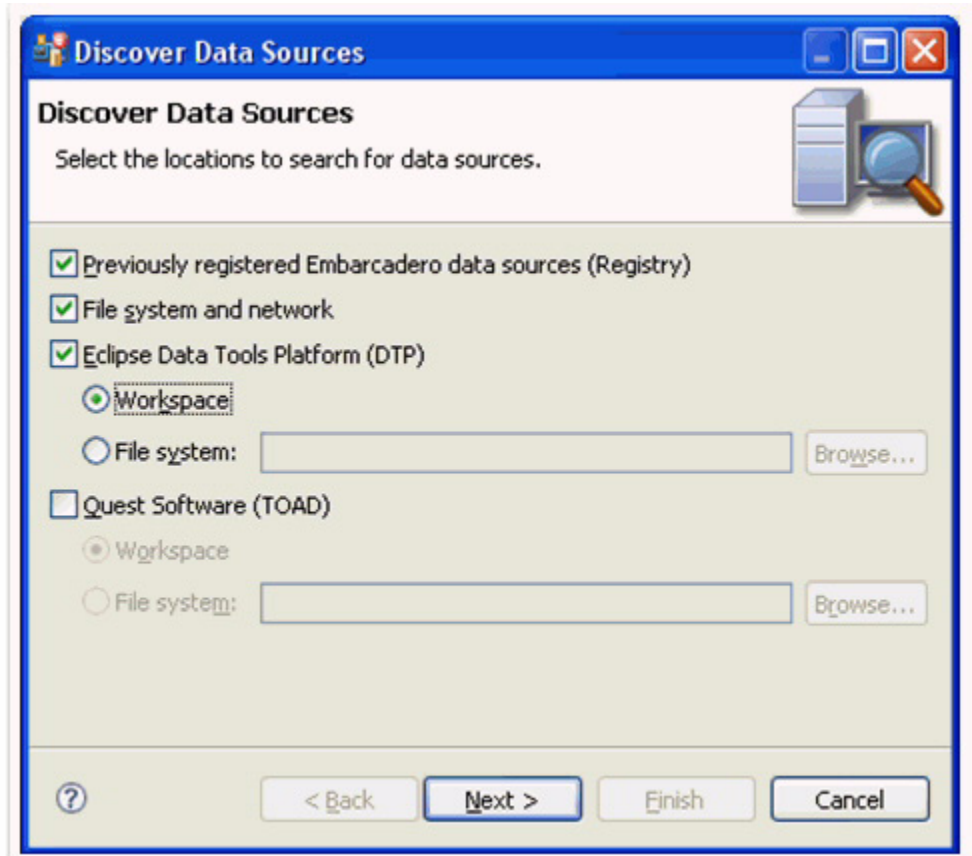 Discover Data Sources
Discover Data Sources
Select the locations to search for data sources.
Previously registered Embarcadero data sources (Registry)
File system and network
Eclipse Data Tools Platform (DTP)
Workspace
File system: Browse...
Quest Software (TOAD)
Workspace
File system: Browse...
? < Back Next > Finish Cancel